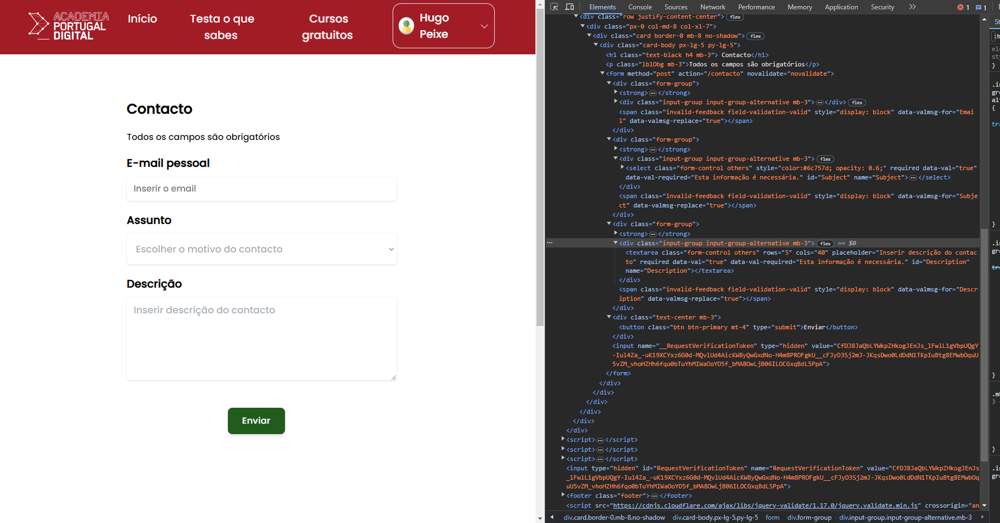 ACADEMIA
PORTUGAL
DIGITAL
Início
Testa o que
sabes
Cursos
gratuitos
Hugo
Peixe
Contacto
Todos os campos são obrigatórios
E-mail pessoal
Inserir o email
Assunto
Escolher o motivo do contacto
Descrição
Inserir descrição do contacto
Enviar
Elements Console Sources Network Performance Memory Application Security 1 1
<div class="row justify-content-center"> flex
<div class="px-0 col-md-8 col-xl-7">
<div class="card border-0 mb-8 no-shadow"> flex
<div class="card-body px-lg-5 py-lg-5">
<h1 class="text-black h4 mb-3"> Contacto</h1>
<p class="lblObg mb-3">Todos os campos são obrigatórios</p>
<form method="post" action="/contacto" novalidate="novalidate">
<div class="form-group">
<strong>…</strong>
<div class="input-group input-group-alternative mb-3">…</div> flex
<span class="invalid-feedback field-validation-valid" style="display: block" data-valmsg-for="Emai
l" data-valmsg-replace="true"></span>
</div>
<div class="form-group">
<strong>…</strong>
<div class="input-group input-group-alternative mb-3"> flex
<select class="form-control others" style="color:#6c757d; opacity: 0.6;" required data-val="true"
data-val-required="Esta informação é necessária." id="Subject" name="Subject">…</select>
</div>
<span class="invalid-feedback field-validation-valid" style="display: block" data-valmsg-for="Subje
ct" data-valmsg-replace="true"></span>
</div>
<div class="form-group">
<strong>…</strong>
<div class="input-group input-group-alternative mb-3"> flex == $0
<textarea class="form-control others" rows="5" cols="40" placeholder="Inserir descrição do contac
to" required data-val="true" data-val-required="Esta informação é necessária." id="Description"
name="Description"></textarea>
</div>
<span class="invalid-feedback field-validation-valid" style="display: block" data-valmsg-for="Descr
iption" data-valmsg-replace="true"></span>
</div>
<div class="text-center mb-3">
<button class="btn btn-primary mt-4" type="submit">Enviar</button>
</div>
<input name="__RequestVerificationToken" type="hidden" value="
</form>
</div>
</div>
</div>
</div>
</div>
</div>
<script>…</script>
<script>…</script>
<script>…</script>
<input type="hidden" id="RequestVerificationToken" name="RequestVerificationToken" value="
<footer class="footer">…</footer>
<script src="https://cdnjs.cloudflare.com/ajax/libs/jquery-validate/1.17.0/jquery.validate.min.js" crossorigin="an
div.card.border-0.mb-8.no-shadow div.card-body.px-lg-5.py-lg-5 form div.form-group div.input-group.input-group-alternative.mb-3